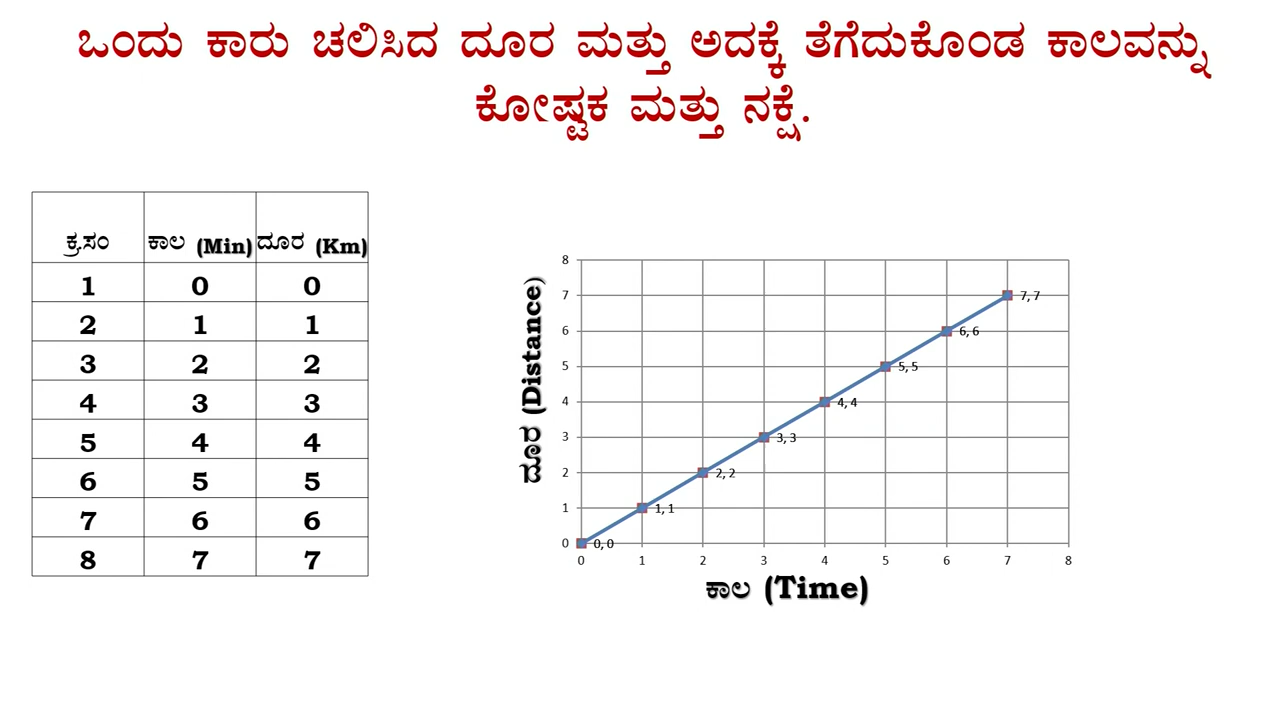 ಒಂದು ಕಾರು ಚಲಿಸಿದ ದೂರ ಮತ್ತು ಅದಕ್ಕೆ ತೆಗೆದುಕೊಂಡ ಕಾಲವನ್ನು
ಕೋಷ್ಟಕ ಮತ್ತು ನಕ್ಷೆ.
ಕ್ರ.ಸಂ ಕಾಲ (Min) ದೂರ (Km)
1 0 0
2 1 1
3 2 2
4 3 3
5 4 4
6 5 5
7 6 6
8 7 7
ದೂರ (Distance)
8
7
6
5
4
3
2
1
0
7, 7
6, 6
5, 5
4, 4
3, 3
2, 2
1, 1
0, 0
0 1 2 3 4 5 6 7 8
ಕಾಲ (Time)